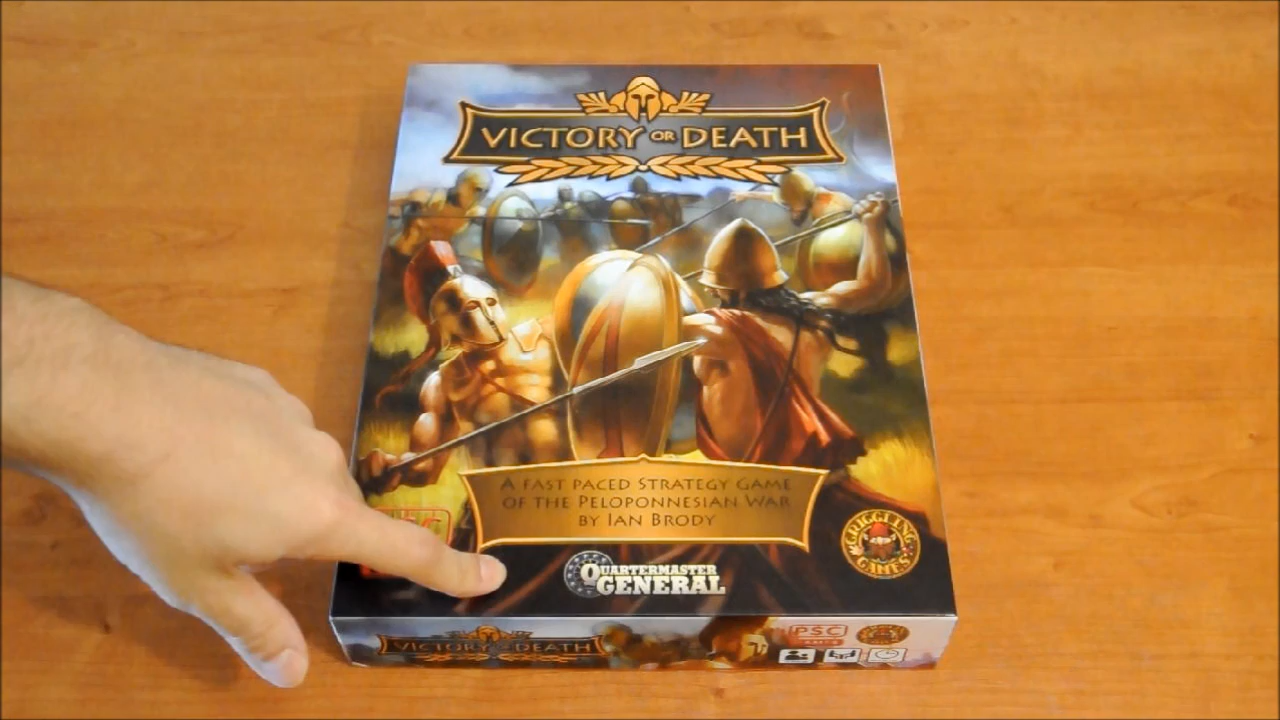 VICTORY OR DEATH
A FAST PACED STRATEGY GAME
OF THE PELOPONNESIAN WAR
BY IAN BRODY
GRIGGLING
GAMES
QUARTERMASTER
GENERAL
VICTORY OR DEATH
PSC